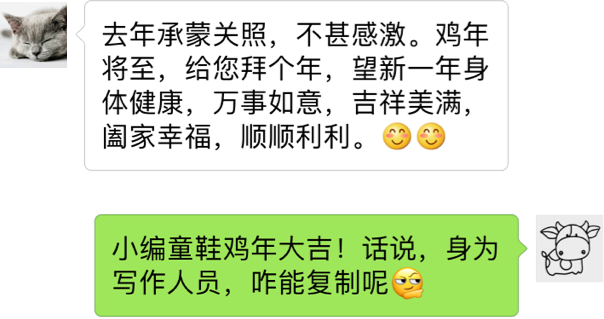 去年承蒙关照，不甚感激。鸡年
将至，给您拜个年，望新一年身
体健康，万事如意，吉祥美满，
阖家幸福，顺顺利利。😊😊
小编童鞋鸡年大吉！话说，身为
写作人员，咋能复制呢🤔